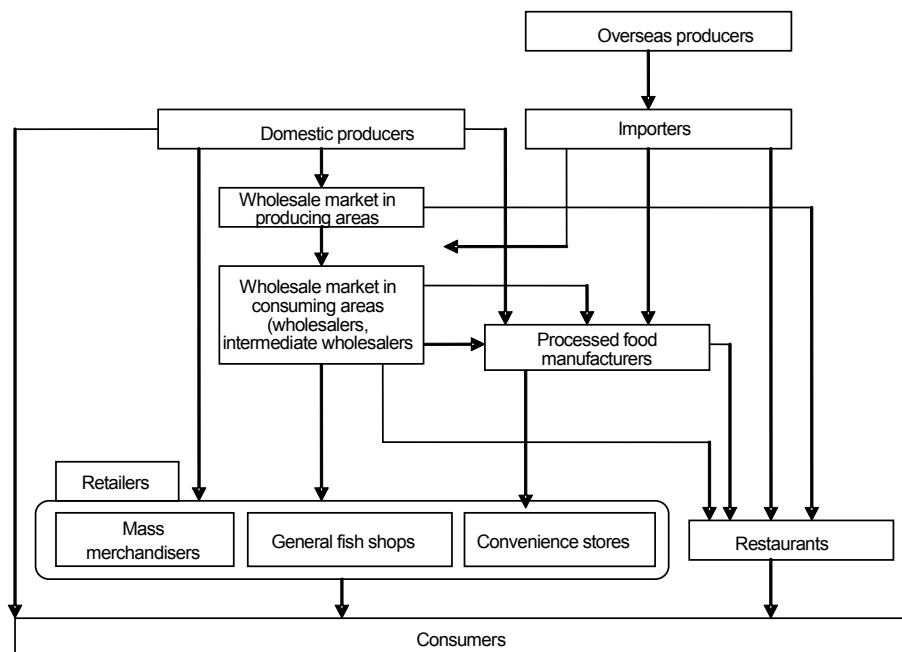 Overseas producers
Domestic producers
Importers
Wholesale market in
producing areas
Wholesale market in
consuming areas
(wholesalers,
intermediate wholesalers
Processed food
manufacturers
Retailers
Mass
merchandisers
General fish shops
Convenience stores
Restaurants
Consumers